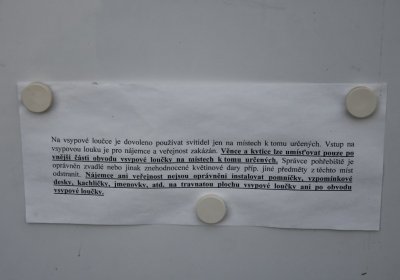 Na vsypové loučce je dovoleno používat svítidel jen na místech k tomu určených. Vstup na
vsypovou louku je pro nájemce a veřejnost zakázán. Věnce a kytice lze umísťovat pouze po
vnější části obvodu vsypové loučky na místech k tomu určených. Správce pohřebiště je
oprávněn zvadlé nebo jinak znehodnocené květinové dary příp. jiné předměty z těchto míst
odstranit. Nájemce ani veřejnost nejsou oprávněni instalovat pomníčky, vzpomínkové
desky, kachličky, jmenovky, atd. na travnatou plochu vsypové loučky ani po obvodu
vsypové loučky.